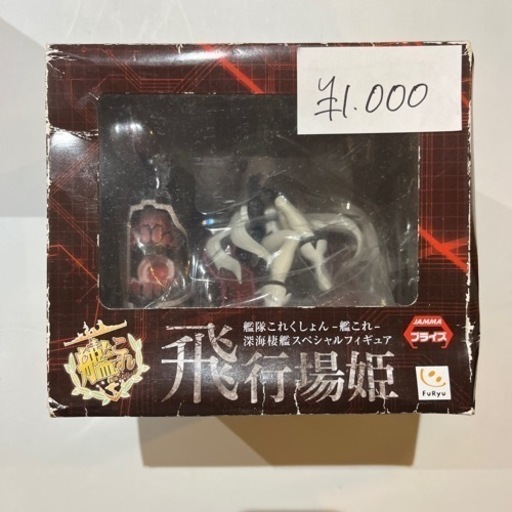 ¥1.000
艦隊これくしょん -艦これ-
深海棲艦スペシャルフィギュア
飛行場姫
艦これ
JAMMA
プライズ
FuRyu